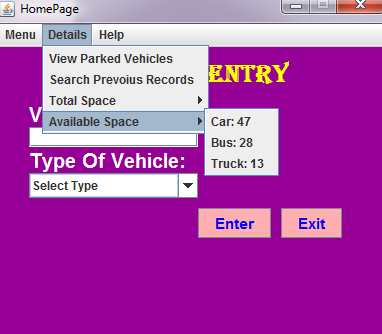 HomePage
Menu Details Help
View Parked Vehicles
Search Prevoius Records
Total Space
Available Space
Car: 47
Bus: 28
Truck: 13
ENTRY
V
Type Of Vehicle:
Select Type
Enter Exit